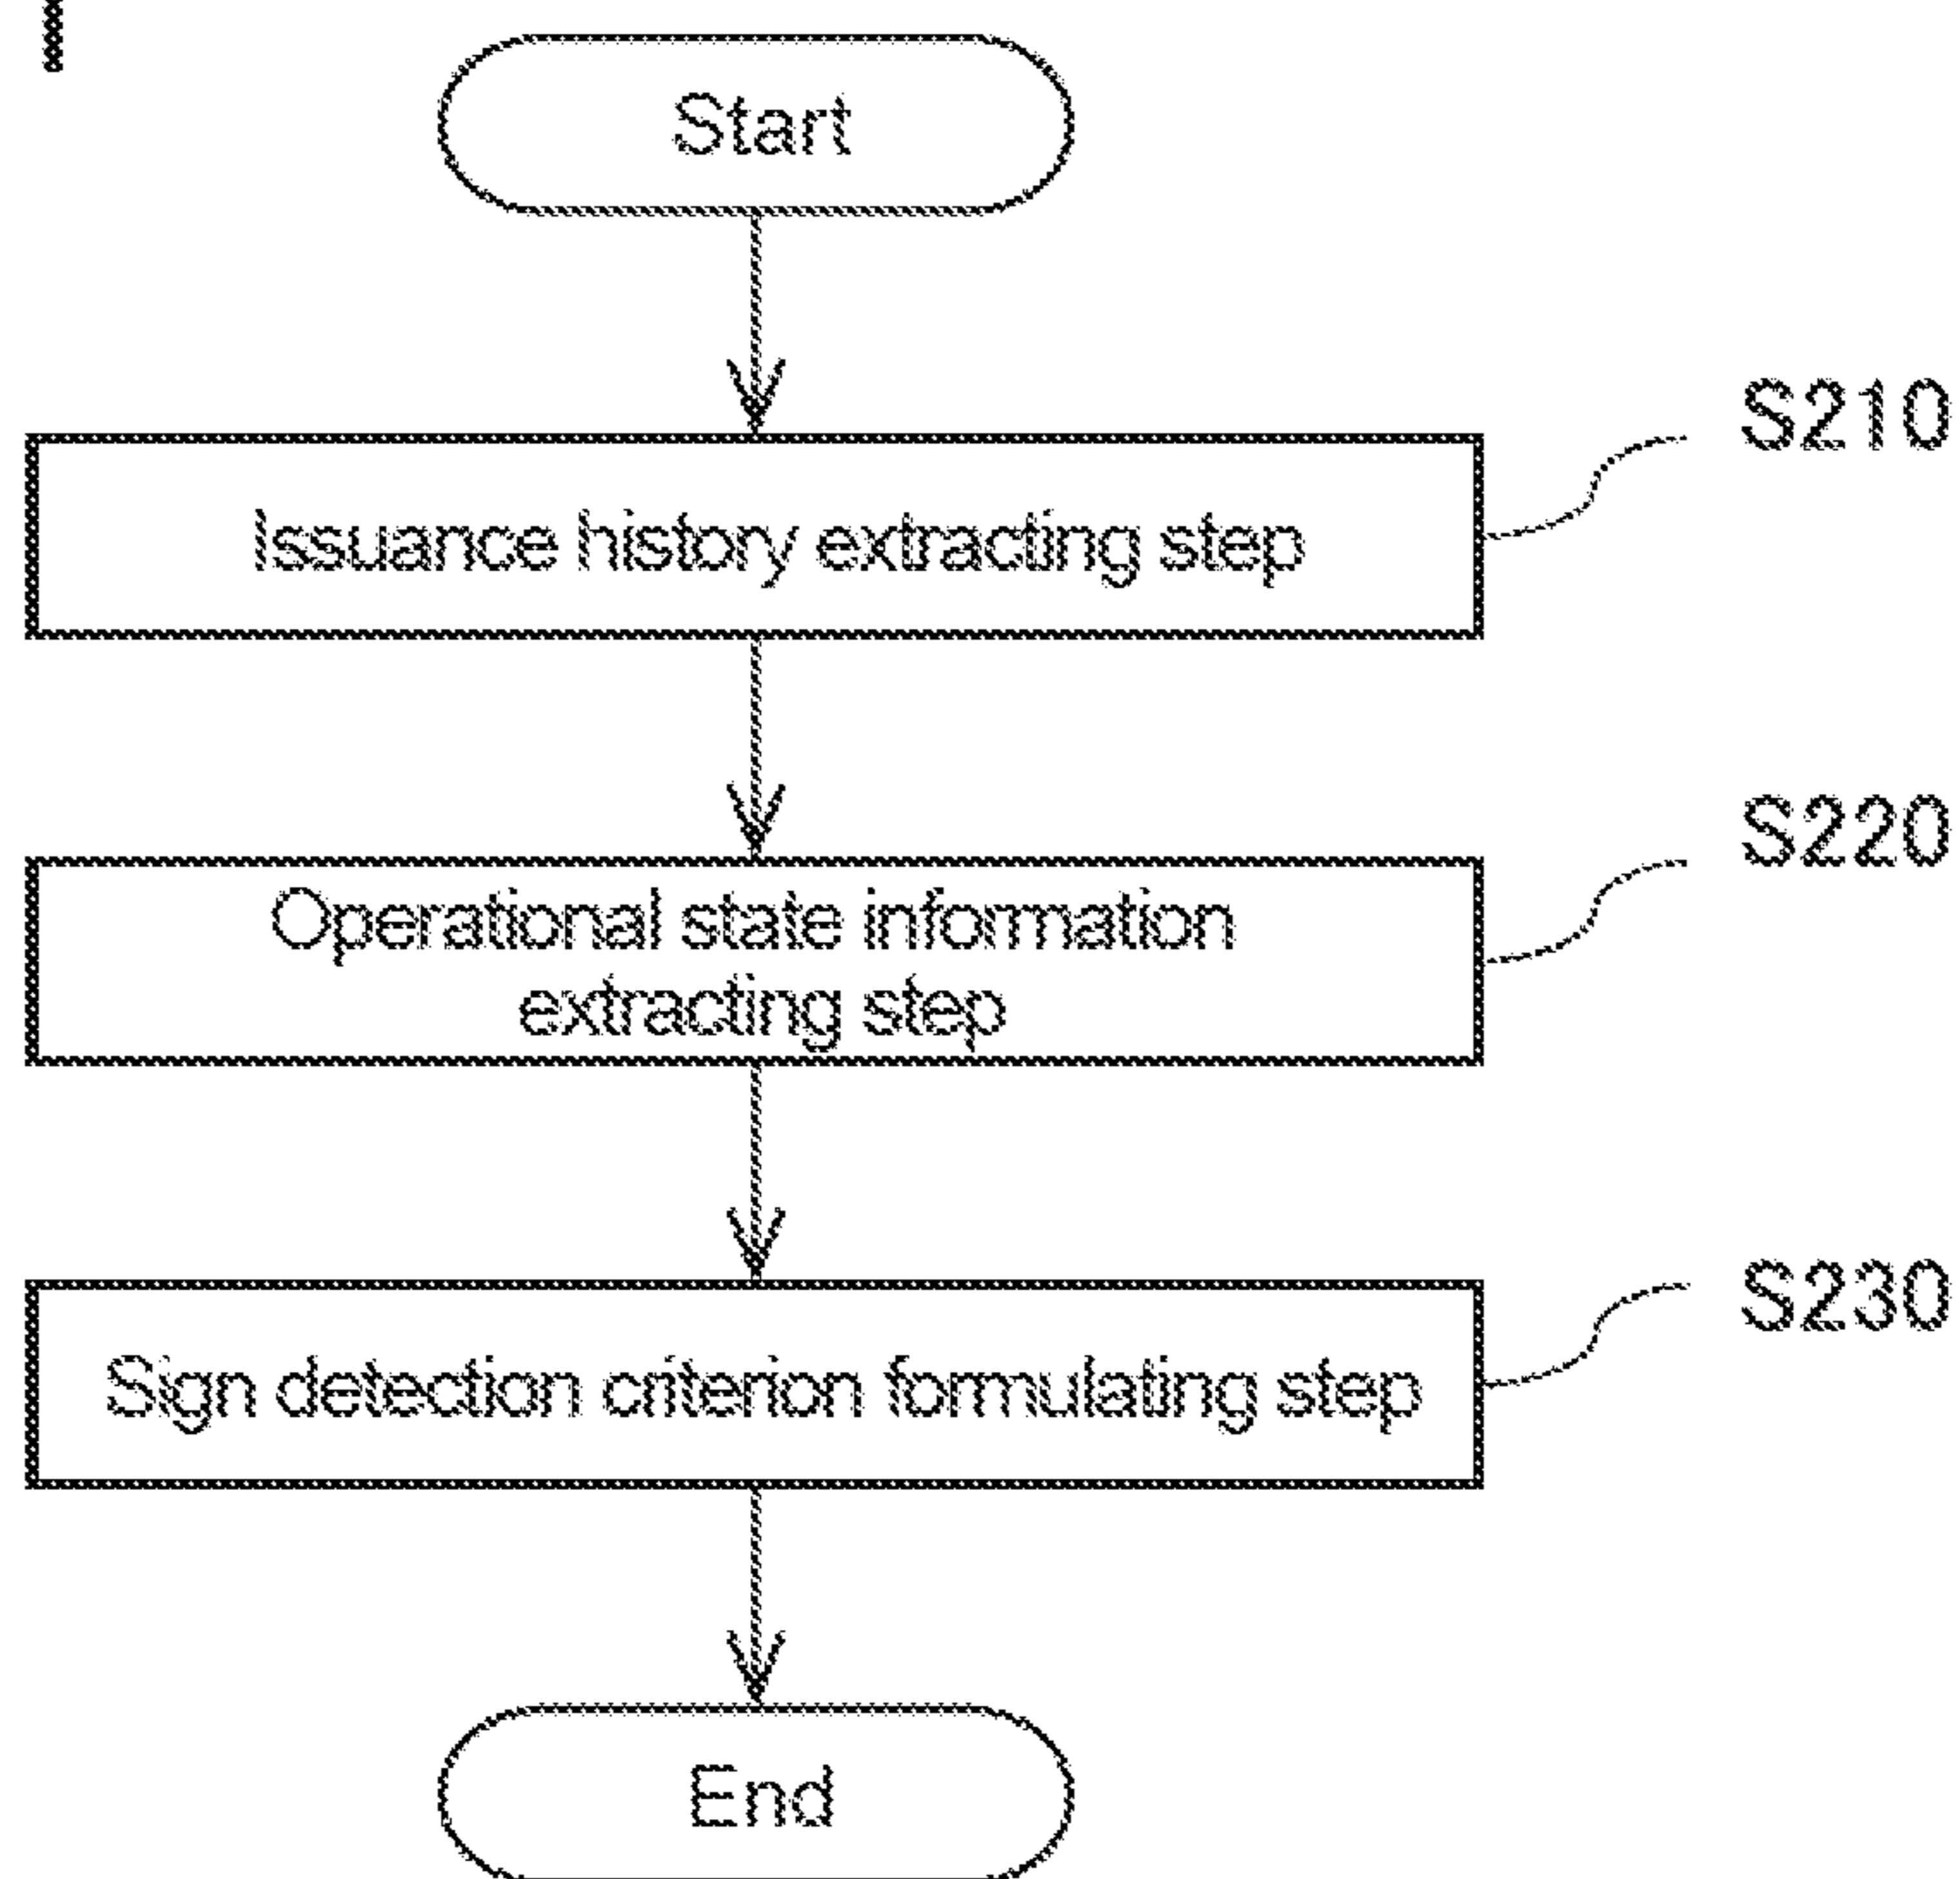 Start
S210
Issuance history extracting step
S220
Operational state information
extracting step
S230
Sign detection criterion formulating step
End